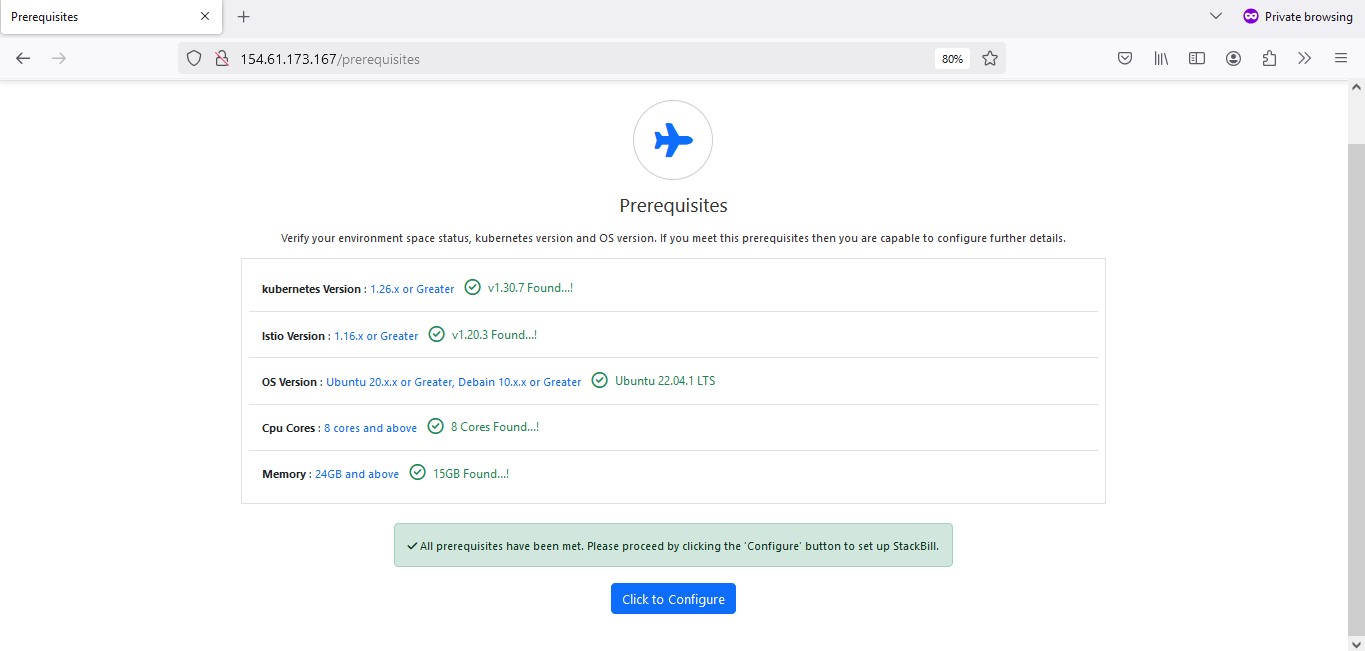 Prerequisites
Private browsing
154.61.173.167/prerequisites
80%
Prerequisites
Verify your environment space status, kubernetes version and OS version. If you meet this prerequisites then you are capable to configure further details.
kubernetes Version : 1.26.x or Greater v1.30.7 Found...!
Istio Version : 1.16.x or Greater v1.20.3 Found...!
OS Version : Ubuntu 20.x.x or Greater, Debain 10.x.x or Greater Ubuntu 22.04.1 LTS
Cpu Cores : 8 cores and above 8 Cores Found...!
Memory : 24GB and above 15GB Found...!
All prerequisites have been met. Please proceed by clicking the 'Configure' button to set up StackBill.
Click to Configure